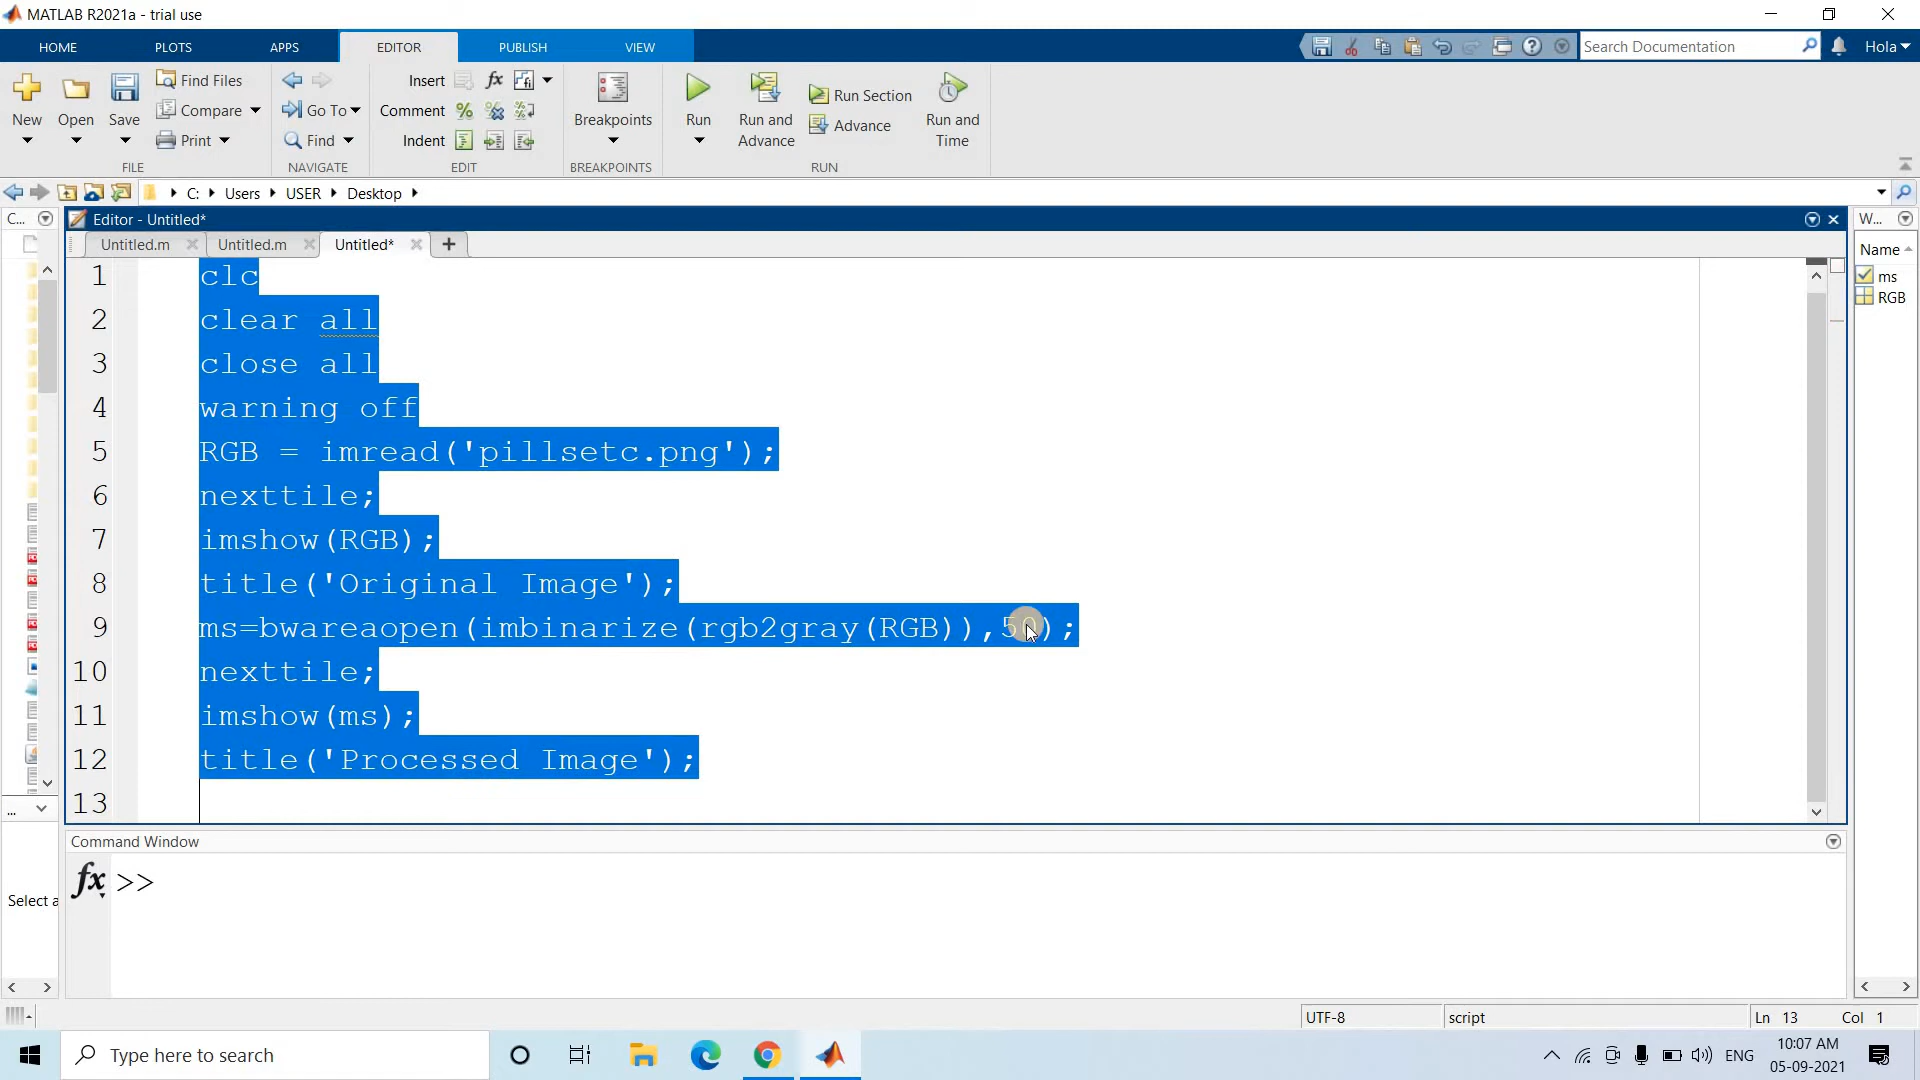 MATLAB R2021a - trial use
HOME PLOTS APPS EDITOR PUBLISH VIEW
Search Documentation
Hola
New Open Save
Find Files
Compare
Print
Go To
Find
Insert fx
Comment
Indent
Breakpoints
Run
Run and Advance
Run Section
Advance
Run and Time
FILE NAVIGATE EDIT BREAKPOINTS RUN
C: Users USER Desktop
C...
Editor - Untitled*
W...
Untitled.m Untitled.m Untitled*
Name
ms
RGB
1 clc
2 clear all
3 close all
4 warning off
5 RGB = imread('pillsetc.png');
6 nexttile;
7 imshow(RGB);
8 title('Original Image');
9 ms=bwareaopen(imbinarize(rgb2gray(RGB)),50);
10 nexttile;
11 imshow(ms);
12 title('Processed Image');
13
...
Command Window
fx >>
Select a
UTF-8 script Ln 13 Col 1
Type here to search
ENG
10:07 AM
05-09-2021